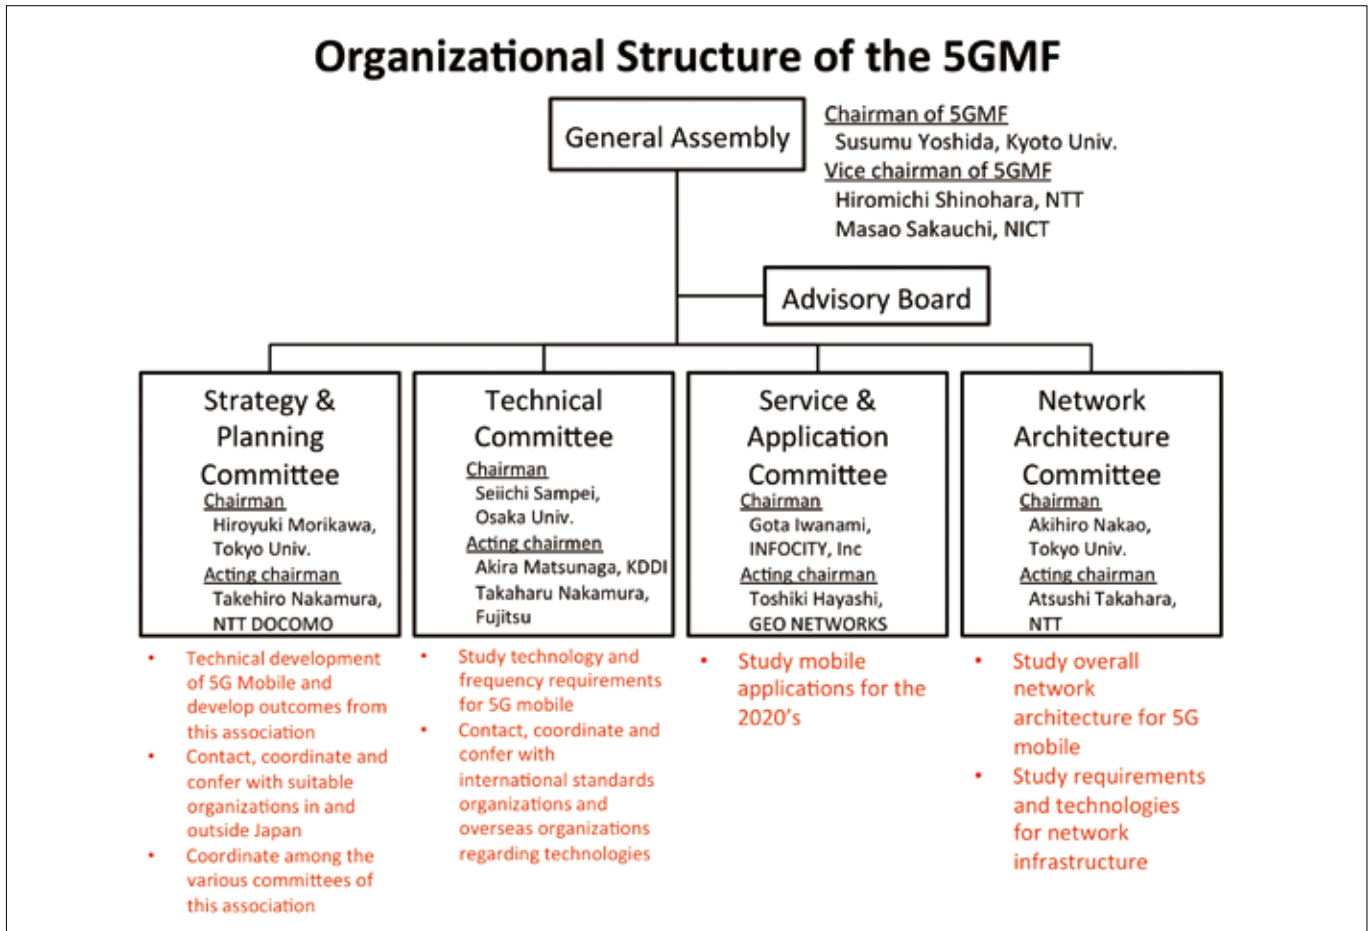 Organizational Structure of the 5GMF
General Assembly
Chairman of 5GMF
Susumu Yoshida, Kyoto Univ.
Vice chairman of 5GMF
Hiromichi Shinohara, NTT
Masao Sakauchi, NICT
Advisory Board
Strategy &
Planning
Committee
Chairman
Hiroyuki Morikawa,
Tokyo Univ.
Acting chairman
Takehiro Nakamura,
NTT DOCOMO
• Technical development
of 5G Mobile and
develop outcomes from
this association
• Contact, coordinate and
confer with suitable
organizations in and
outside Japan
• Coordinate among the
various committees of
this association
Technical
Committee
Chairman
Seiichi Sampei,
Osaka Univ.
Acting chairmen
Akira Matsunaga, KDDI
Takaharu Nakamura,
Fujitsu
• Study technology and
frequency requirements
for 5G mobile
• Contact, coordinate and
confer with
international standards
organizations and
overseas organizations
regarding technologies
Service &
Application
Committee
Chairman
Gota Iwanami,
INFOCITY, Inc
Acting chairman
Toshiki Hayashi,
GEO NETWORKS
• Study mobile
applications for the
2020's
Network
Architecture
Committee
Chairman
Akihiro Nakao,
Tokyo Univ.
Acting chairman
Atsushi Takahara,
NTT
• Study overall
network
architecture for 5G
mobile
• Study requirements
and technologies
for network
infrastructure